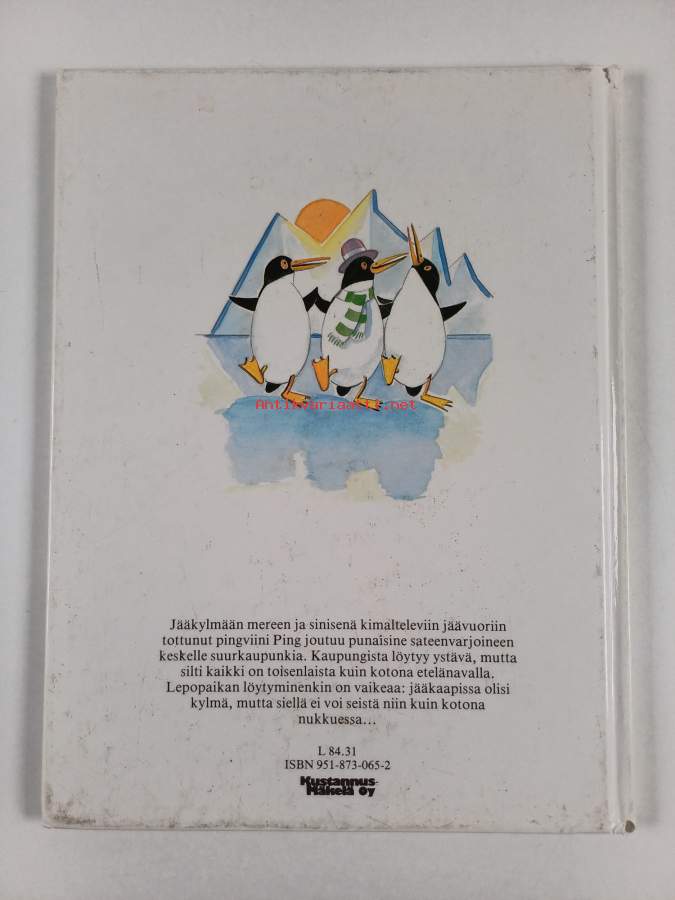 Antikvariaatit.net
Jääkylmään mereen ja sinisenä kimalteleviin jäävuoriin
tottunut pingviini Ping joutuu punaisine sateenvarjoineen
keskelle suurkaupunkia. Kaupungista löytyy ystävä, mutta
silti kaikki on toisenlaista kuin kotona etelänavalla.
Lepopaikan löytyminenkin on vaikeaa: jääkaapissa olisi
kylmä, mutta siellä ei voi seistä niin kuin kotona
nukkuessa...
L 84.31
ISBN 951-873-065-2
Kustannus-
Mäkelä Oy